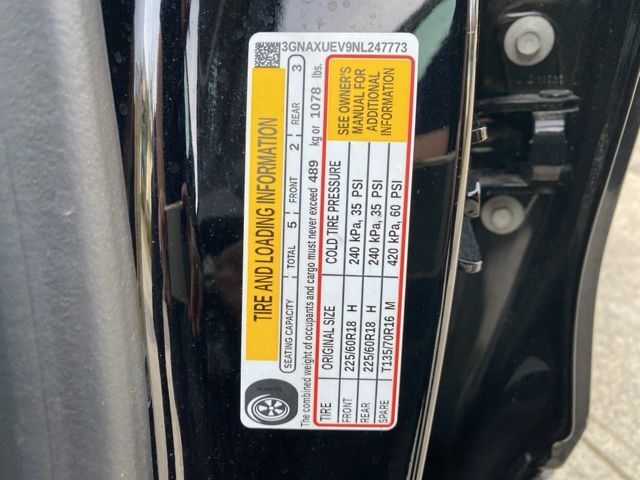 3GNAXUEV9NL247773
TIRE AND LOADING INFORMATION
SEATING CAPACITY TOTAL 5 FRONT 2 REAR 3
The combined weight of occupants and cargo must never exceed 489 kg or 1078 lbs.
TIRE ORIGINAL SIZE COLD TIRE PRESSURE
FRONT 225/60R18 H 240 kPa, 35 PSI
REAR 225/60R18 H 240 kPa, 35 PSI
SPARE T135/70R16 M 420 kPa, 60 PSI
SEE OWNER'S
MANUAL FOR
ADDITIONAL
INFORMATION